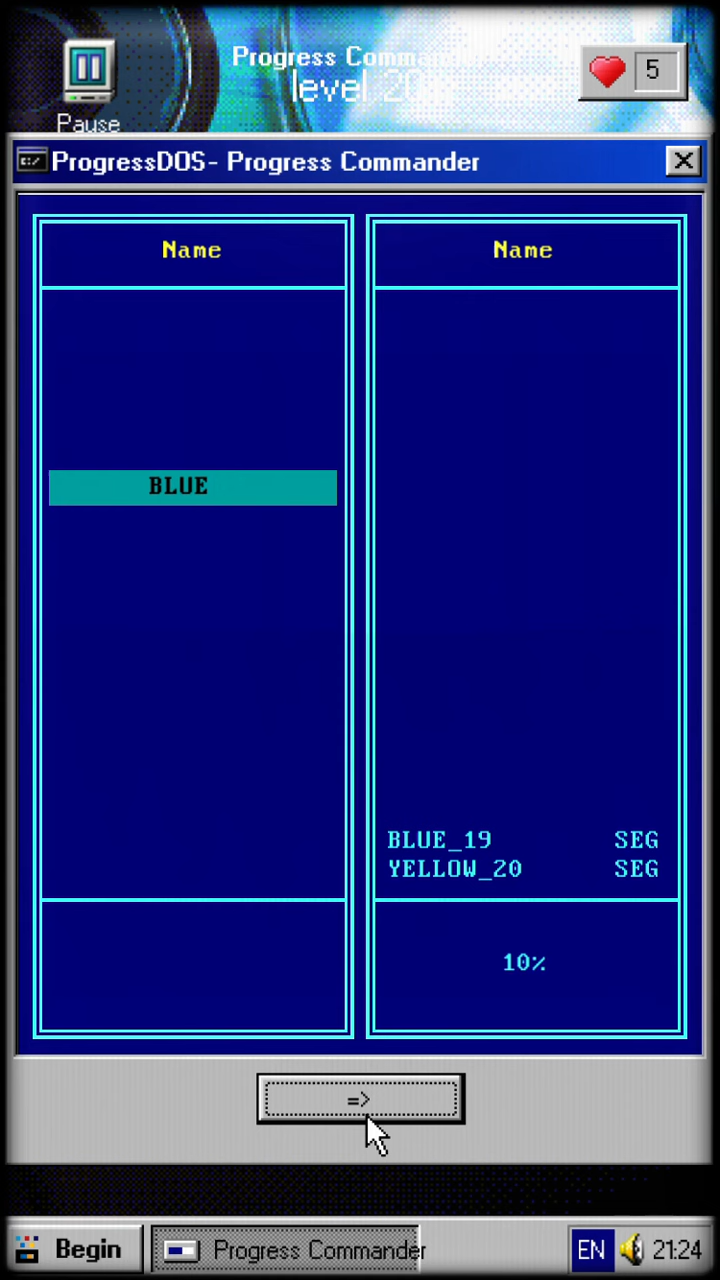 Progress Commander
level 20
5
Pause
ProgressDOS- Progress Commander
Name
Name
BLUE
BLUE_19 SEG
YELLOW_20 SEG
10%
=>
Begin
Progress Commander
EN
21:24